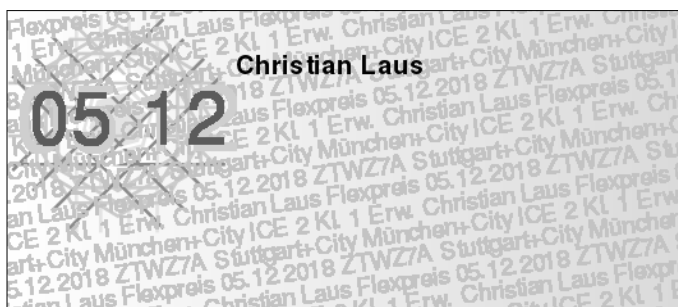 Christian Laus
05 12
Flexpreis 05.12.2018 ZTWZ7A Stuttgart+City München+City ICE 2 Kl. 1 Erw. Christian Laus